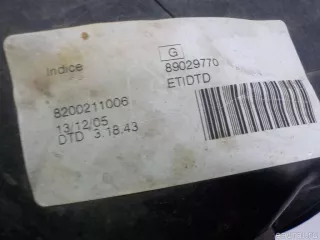 Indice
G
89029770
ETIDTD
8200211006
13/12/05
DTD 3.18.43